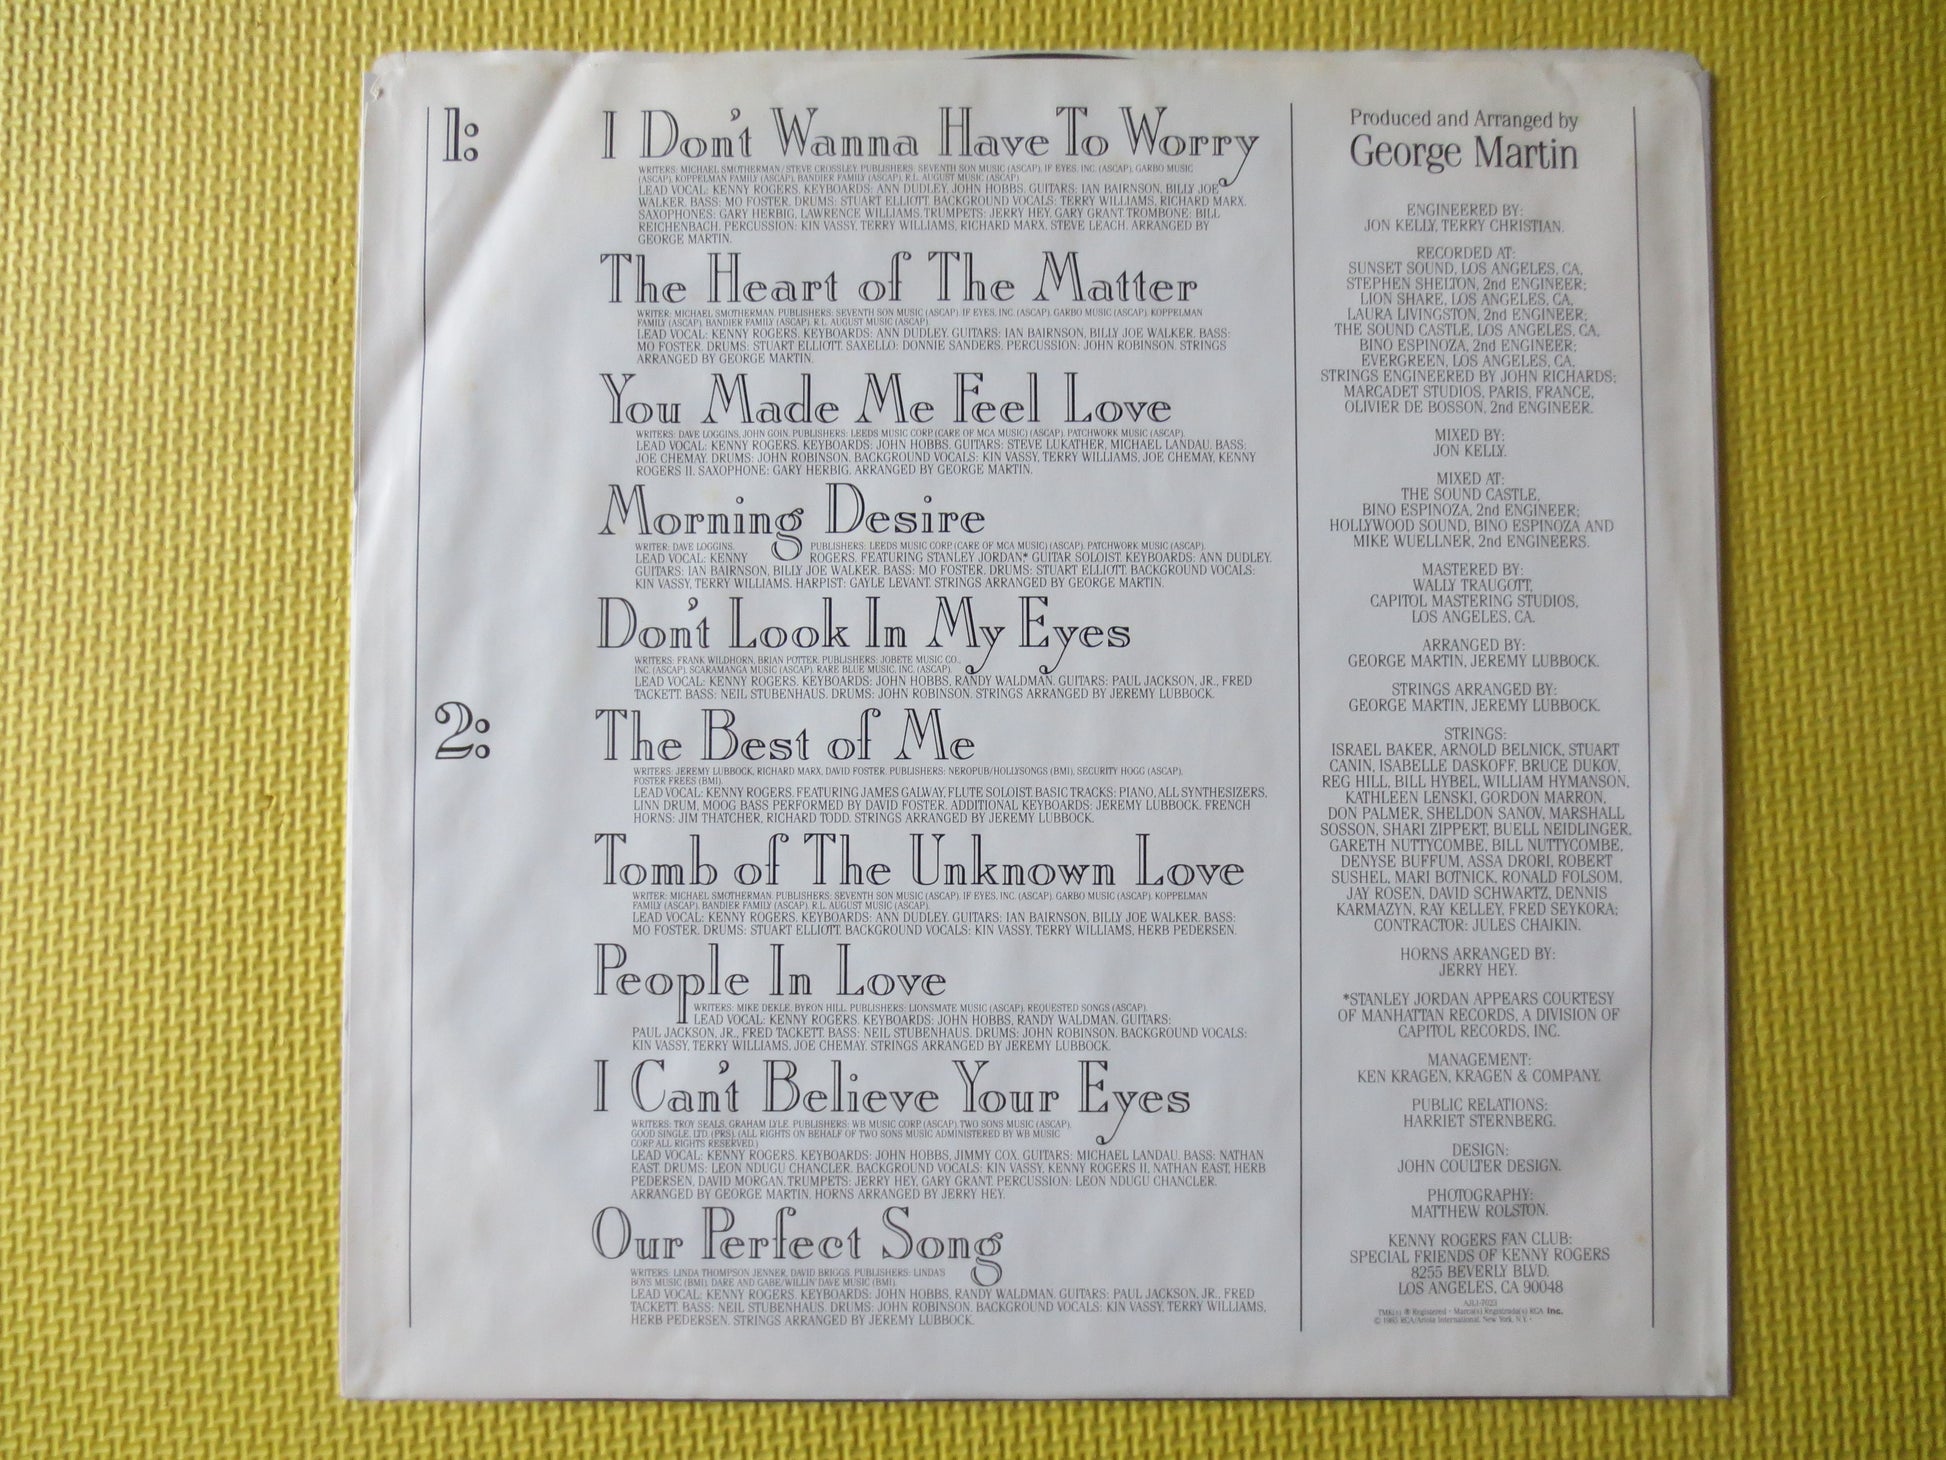 1:
I Don't Wanna Have To Worry
WRITERS: MICHAEL SMOTHERMAN/STEVE CROSSLEY. PUBLISHERS: SEVENTH SON MUSIC (ASCAP), IF EYES, INC. (ASCAP), GARBO MUSIC
(ASCAP), KOPPELMAN FAMILY (ASCAP), BANDIER FAMILY (ASCAP), R.L. AUGUST MUSIC (ASCAP).
LEAD VOCAL: KENNY ROGERS. KEYBOARDS: ANN DUDLEY, JOHN HOBBS. GUITARS: IAN BAIRNSON, BILLY JOE
WALKER. BASS: MO FOSTER. DRUMS: STUART ELLIOTT. BACKGROUND VOCALS: TERRY WILLIAMS, RICHARD MARX.
SAXOPHONES: GARY HERBIG, LAWRENCE WILLIAMS. TRUMPETS: JERRY HEY, GARY GRANT. TROMBONE: BILL
REICHENBACH. PERCUSSION: KIN VASSY, TERRY WILLIAMS, RICHARD MARX, STEVE LEACH. ARRANGED BY
GEORGE MARTIN.
The Heart of The Matter
WRITER: MICHAEL SMOTHERMAN. PUBLISHERS: SEVENTH SON MUSIC (ASCAP), IF EYES, INC. (ASCAP), GARBO MUSIC (ASCAP), KOPPELMAN
FAMILY (ASCAP), BANDIER FAMILY (ASCAP), R.L. AUGUST MUSIC (ASCAP).
LEAD VOCAL: KENNY ROGERS. KEYBOARDS: ANN DUDLEY. GUITARS: IAN BAIRNSON, BILLY JOE WALKER. BASS:
MO FOSTER. DRUMS: STUART ELLIOTT. SAXELLO: DONNIE SANDERS. PERCUSSION: JOHN ROBINSON. STRINGS
ARRANGED BY GEORGE MARTIN.
You Made Me Feel Love
WRITERS: DAVE LOGGINS, JOHN GOIN. PUBLISHERS: LEEDS MUSIC CORP. (CARE OF MCA MUSIC) (ASCAP), PATCHWORK MUSIC (ASCAP).
LEAD VOCAL: KENNY ROGERS. KEYBOARDS: JOHN HOBBS. GUITARS: STEVE LUKATHER, MICHAEL LANDAU. BASS:
JOE CHEMAY. DRUMS: JOHN ROBINSON. BACKGROUND VOCALS: KIN VASSY, TERRY WILLIAMS, JOE CHEMAY, KENNY
ROGERS II. SAXOPHONE: GARY HERBIG. ARRANGED BY GEORGE MARTIN.
Morning Desire
WRITER: DAVE LOGGINS. PUBLISHERS: LEEDS MUSIC CORP. (CARE OF MCA MUSIC) (ASCAP), PATCHWORK MUSIC (ASCAP).
LEAD VOCAL: KENNY ROGERS. FEATURING STANLEY JORDAN* GUITAR SOLOIST. KEYBOARDS: ANN DUDLEY.
GUITARS: IAN BAIRNSON, BILLY JOE WALKER. BASS: MO FOSTER. DRUMS: STUART ELLIOTT. BACKGROUND VOCALS:
KIN VASSY, TERRY WILLIAMS. HARPIST: GAYLE LEVANT. STRINGS ARRANGED BY GEORGE MARTIN.
Don't Look In My Eyes
WRITERS: FRANK WILDHORN, BRIAN POTTER. PUBLISHERS: JOBETE MUSIC CO.,
INC. (ASCAP), SCARAMANGA MUSIC (ASCAP), RARE BLUE MUSIC, INC. (ASCAP).
LEAD VOCAL: KENNY ROGERS. KEYBOARDS: JOHN HOBBS, RANDY WALDMAN. GUITARS: PAUL JACKSON, JR., FRED
TACKETT. BASS: NEIL STUBENHAUS. DRUMS: JOHN ROBINSON. STRINGS ARRANGED BY JEREMY LUBBOCK.
2:
The Best of Me
WRITERS: JEREMY LUBBOCK, RICHARD MARX, DAVID FOSTER. PUBLISHERS: NEROPUB/HOLLYSONGS (BMI), SECURITY HOGG (ASCAP),
FOSTER FREES (BMI).
LEAD VOCAL: KENNY ROGERS. FEATURING JAMES GALWAY, FLUTE SOLOIST. BASIC TRACKS: PIANO, ALL SYNTHESIZERS,
LINN DRUM, MOOG BASS PERFORMED BY DAVID FOSTER. ADDITIONAL KEYBOARDS: JEREMY LUBBOCK. FRENCH
HORNS: JIM THATCHER, RICHARD TODD. STRINGS ARRANGED BY JEREMY LUBBOCK.
Tomb of The Unknown Love
WRITER: MICHAEL SMOTHERMAN. PUBLISHERS: SEVENTH SON MUSIC (ASCAP), IF EYES, INC. (ASCAP), GARBO MUSIC (ASCAP), KOPPELMAN
FAMILY (ASCAP), BANDIER FAMILY (ASCAP), R.L. AUGUST MUSIC (ASCAP).
LEAD VOCAL: KENNY ROGERS. KEYBOARDS: ANN DUDLEY. GUITARS: IAN BAIRNSON, BILLY JOE WALKER. BASS:
MO FOSTER. DRUMS: STUART ELLIOTT. BACKGROUND VOCALS: KIN VASSY, TERRY WILLIAMS, HERB PEDERSEN.
People In Love
WRITERS: MIKE DEKLE, BYRON HILL. PUBLISHERS: LIONSMATE MUSIC (ASCAP), REQUESTED SONGS (ASCAP).
LEAD VOCAL: KENNY ROGERS. KEYBOARDS: JOHN HOBBS, RANDY WALDMAN. GUITARS:
PAUL JACKSON, JR., FRED TACKETT. BASS: NEIL STUBENHAUS. DRUMS: JOHN ROBINSON. BACKGROUND VOCALS:
KIN VASSY, TERRY WILLIAMS, JOE CHEMAY. STRINGS ARRANGED BY JEREMY LUBBOCK.
I Can't Believe Your Eyes
WRITERS: TROY SEALS, GRAHAM LYLE. PUBLISHERS: WB MUSIC CORP. (ASCAP), TWO SONS MUSIC (ASCAP),
GOOD SINGLE, LTD. (PRS). (ALL RIGHTS ON BEHALF OF TWO SONS MUSIC ADMINISTERED BY WB MUSIC
CORP. ALL RIGHTS RESERVED.)
LEAD VOCAL: KENNY ROGERS. KEYBOARDS: JOHN HOBBS, JIMMY COX. GUITARS: MICHAEL LANDAU. BASS: NATHAN
EAST. DRUMS: LEON NDUGU CHANCLER. BACKGROUND VOCALS: KIN VASSY, KENNY ROGERS II, NATHAN EAST, HERB
PEDERSEN, DAVID MORGAN. TRUMPETS: JERRY HEY, GARY GRANT. PERCUSSION: LEON NDUGU CHANCLER.
ARRANGED BY GEORGE MARTIN. HORNS ARRANGED BY JERRY HEY.
Our Perfect Song
WRITERS: LINDA THOMPSON JENNER, DAVID BRIGGS. PUBLISHERS: LINDA'S
BOYS MUSIC (BMI), DARE AND GABE/WILLIN' DAVE MUSIC (BMI).
LEAD VOCAL: KENNY ROGERS. KEYBOARDS: JOHN HOBBS, RANDY WALDMAN. GUITARS: PAUL JACKSON, JR., FRED
TACKETT. BASS: NEIL STUBENHAUS. DRUMS: JOHN ROBINSON. BACKGROUND VOCALS: KIN VASSY, TERRY WILLIAMS,
HERB PEDERSEN. STRINGS ARRANGED BY JEREMY LUBBOCK.
Produced and Arranged by
George Martin
ENGINEERED BY:
JON KELLY, TERRY CHRISTIAN.
RECORDED AT:
SUNSET SOUND, LOS ANGELES, CA,
STEPHEN SHELTON, 2nd ENGINEER;
LION SHARE, LOS ANGELES, CA,
LAURA LIVINGSTON, 2nd ENGINEER;
THE SOUND CASTLE, LOS ANGELES, CA,
BINO ESPINOZA, 2nd ENGINEER;
EVERGREEN, LOS ANGELES, CA,
STRINGS ENGINEERED BY JOHN RICHARDS;
MARCADET STUDIOS, PARIS, FRANCE,
OLIVIER DE BOSSON, 2nd ENGINEER.
MIXED BY:
JON KELLY.
MIXED AT:
THE SOUND CASTLE,
BINO ESPINOZA, 2nd ENGINEER;
HOLLYWOOD SOUND, BINO ESPINOZA AND
MIKE WUELLNER, 2nd ENGINEERS.
MASTERED BY:
WALLY TRAUGOTT,
CAPITOL MASTERING STUDIOS,
LOS ANGELES, CA.
ARRANGED BY:
GEORGE MARTIN, JEREMY LUBBOCK.
STRINGS ARRANGED BY:
GEORGE MARTIN, JEREMY LUBBOCK.
STRINGS:
ISRAEL BAKER, ARNOLD BELNICK, STUART
CANIN, ISABELLE DASKOFF, BRUCE DUKOV,
REG HILL, BILL HYBEL, WILLIAM HYMANSON,
KATHLEEN LENSKI, GORDON MARRON,
DON PALMER, SHELDON SANOV, MARSHALL
SOSSON, SHARI ZIPPERT, BUELL NEIDLINGER,
GARETH NUTTYCOMBE, BILL NUTTYCOMBE,
DENYSE BUFFUM, ASSA DRORI, ROBERT
SUSHEL, MARI BOTNICK, RONALD FOLSOM,
JAY ROSEN, DAVID SCHWARTZ, DENNIS
KARMAZYN, RAY KELLEY, FRED SEYKORA;
CONTRACTOR: JULES CHAIKIN.
HORNS ARRANGED BY:
JERRY HEY.
*STANLEY JORDAN APPEARS COURTESY
OF MANHATTAN RECORDS, A DIVISION OF
CAPITOL RECORDS, INC.
MANAGEMENT:
KEN KRAGEN, KRAGEN & COMPANY.
PUBLIC RELATIONS:
HARRIET STERNBERG.
DESIGN:
JOHN COULTER DESIGN.
PHOTOGRAPHY:
MATTHEW ROLSTON.
KENNY ROGERS FAN CLUB:
SPECIAL FRIENDS OF KENNY ROGERS
8255 BEVERLY BLVD.
LOS ANGELES, CA 90048
AJL1-7023
TMK(s) ® Registered • Marca(s) Registrada(s) RCA Inc.
© 1985 RCA/Ariola International, New York, N.Y. •